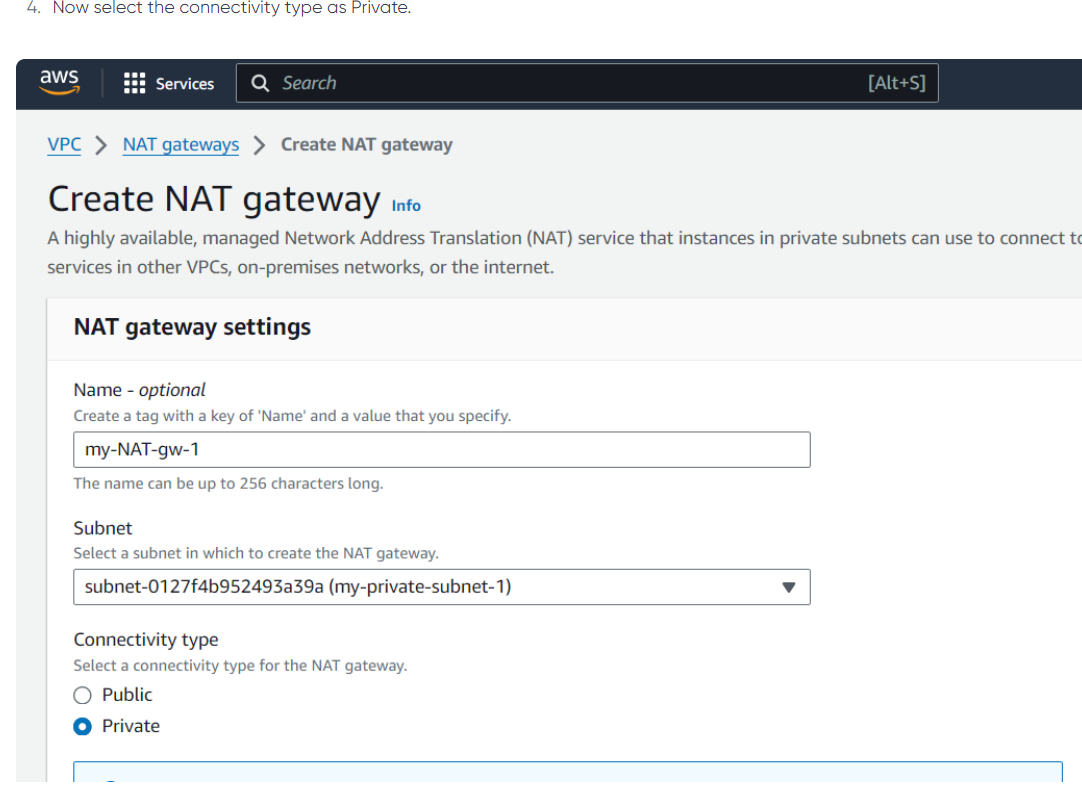 4. Now select the connectivity type as Private.
aws
Services
Search
[Alt+S]
VPC > NAT gateways > Create NAT gateway
Create NAT gateway Info
A highly available, managed Network Address Translation (NAT) service that instances in private subnets can use to connect to
services in other VPCs, on-premises networks, or the internet.
NAT gateway settings
Name - optional
Create a tag with a key of 'Name' and a value that you specify.
my-NAT-gw-1
The name can be up to 256 characters long.
Subnet
Select a subnet in which to create the NAT gateway.
subnet-0127f4b952493a39a (my-private-subnet-1)
Connectivity type
Select a connectivity type for the NAT gateway.
Public
Private